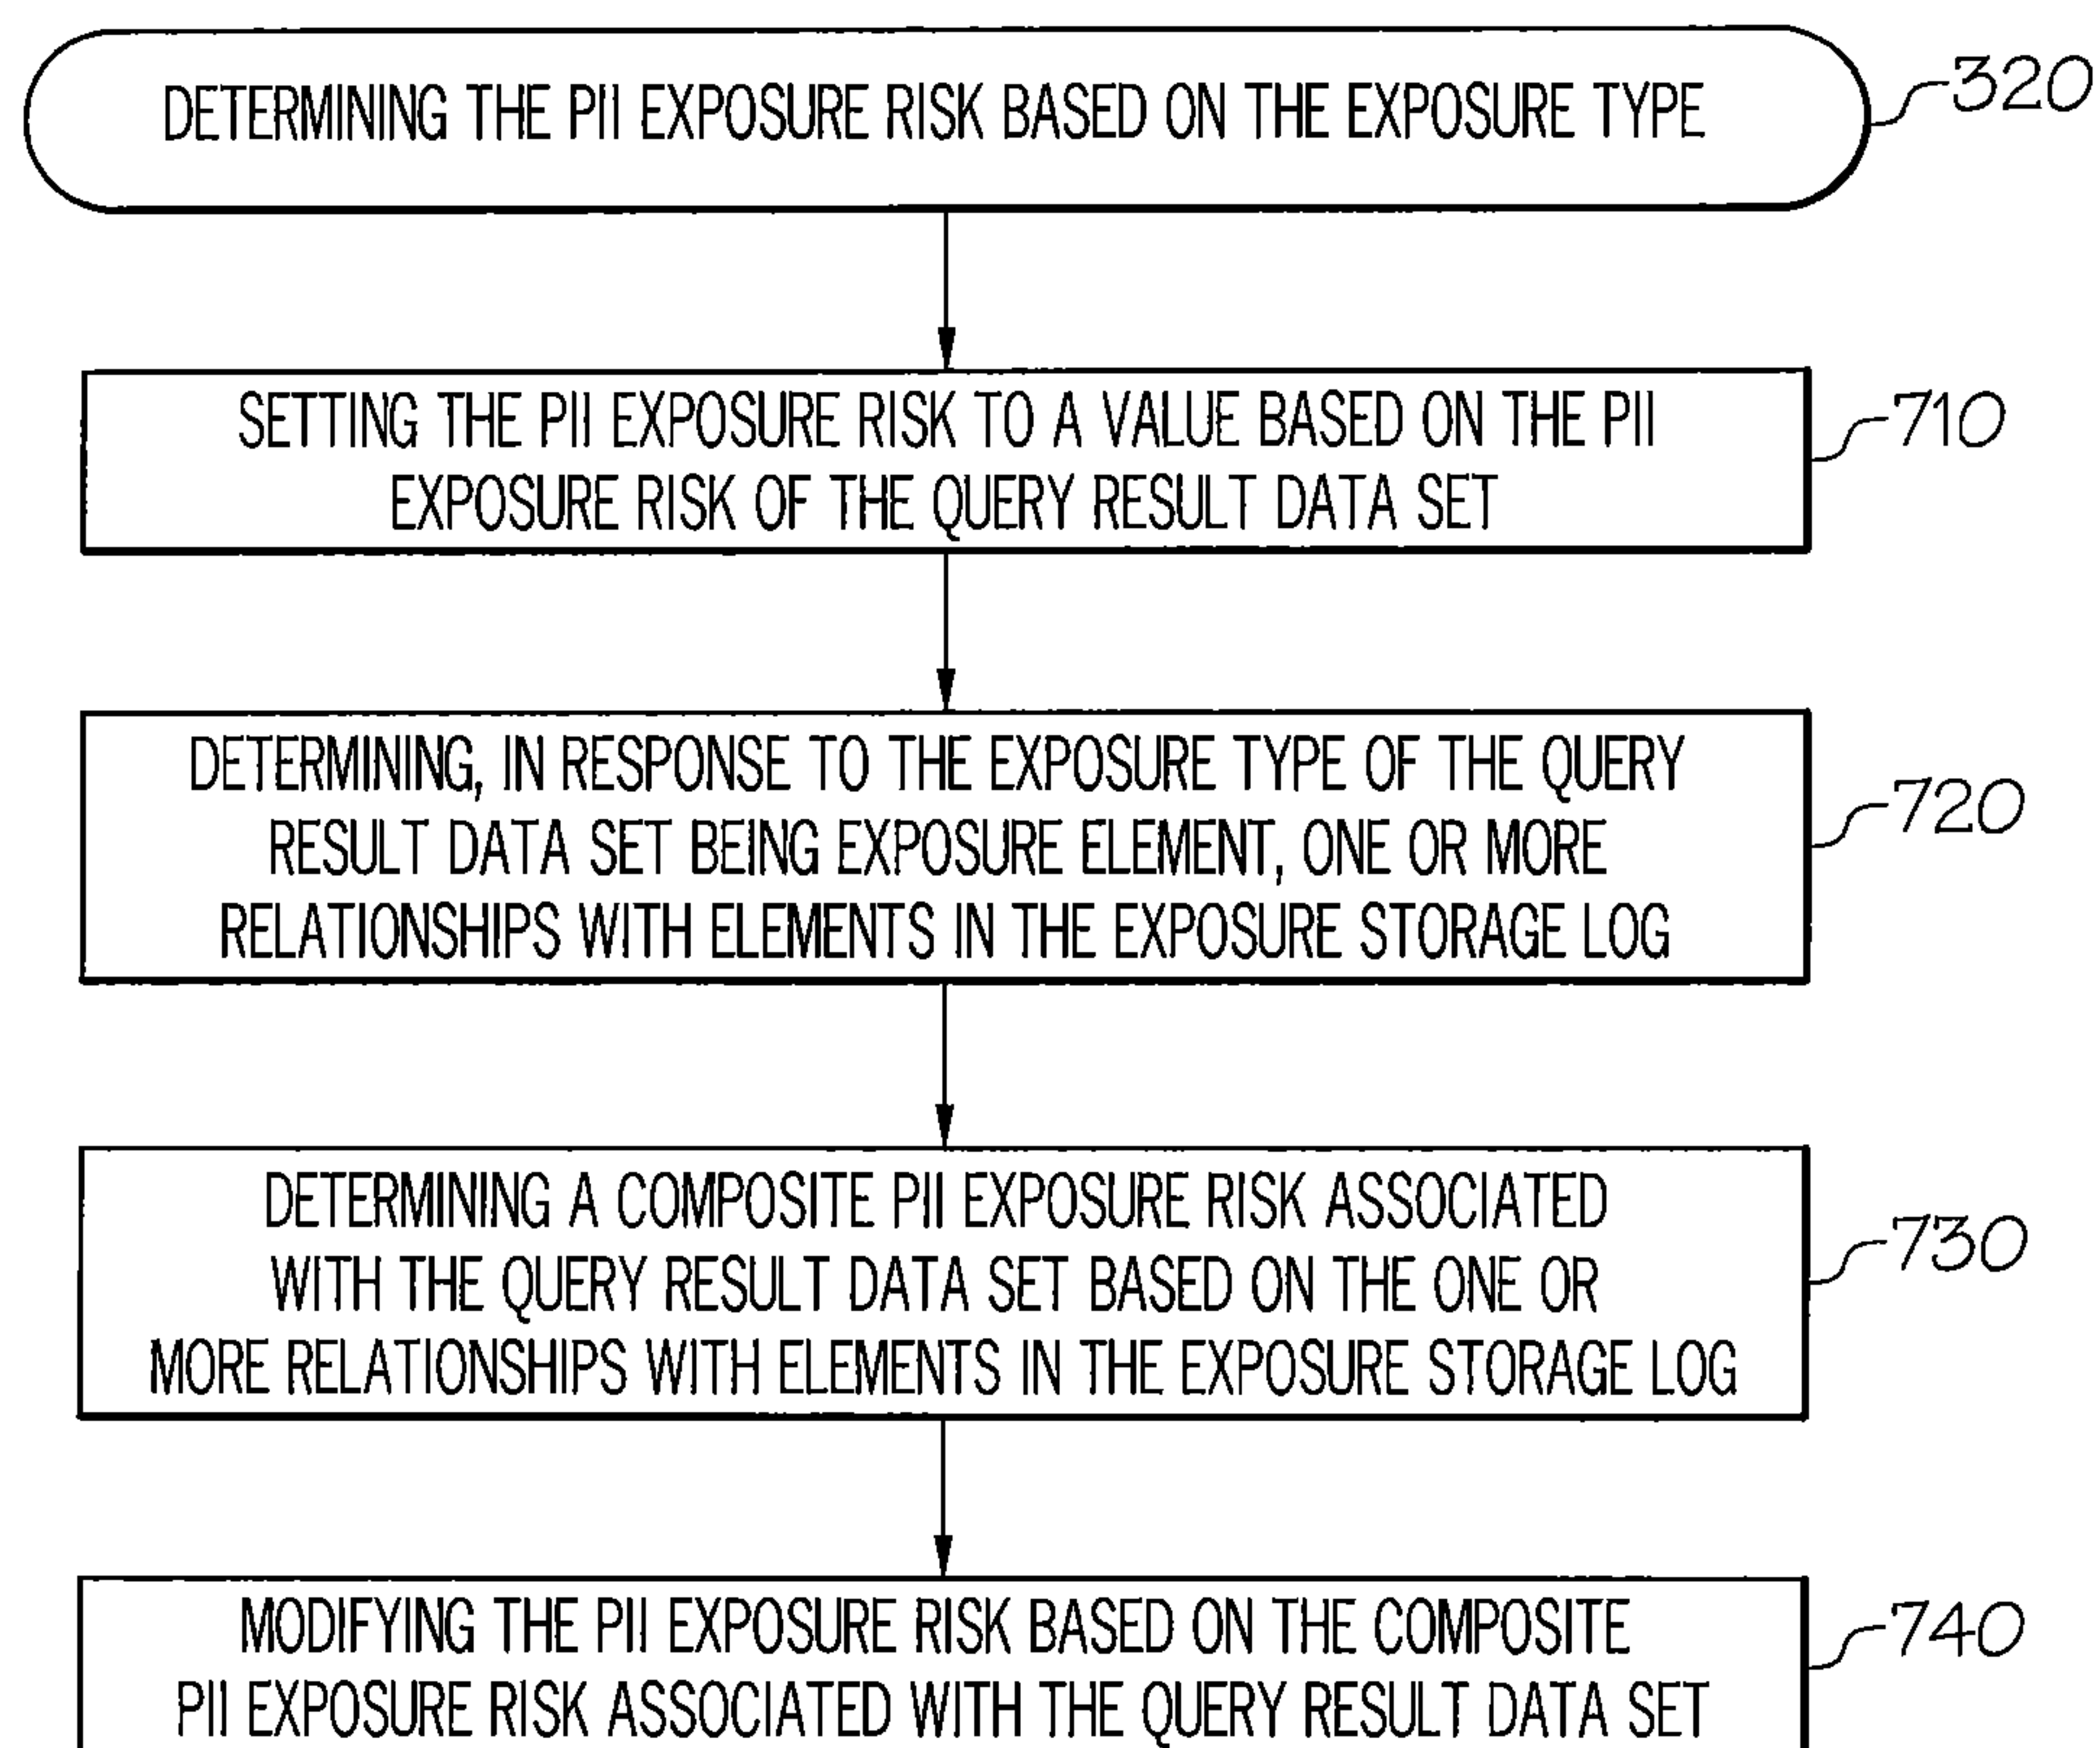 DETERMINING THE PII EXPOSURE RISK BASED ON THE EXPOSURE TYPE
320
SETTING THE PII EXPOSURE RISK TO A VALUE BASED ON THE PII
EXPOSURE RISK OF THE QUERY RESULT DATA SET
710
DETERMINING, IN RESPONSE TO THE EXPOSURE TYPE OF THE QUERY
RESULT DATA SET BEING EXPOSURE ELEMENT, ONE OR MORE
RELATIONSHIPS WITH ELEMENTS IN THE EXPOSURE STORAGE LOG
720
DETERMINING A COMPOSITE PII EXPOSURE RISK ASSOCIATED
WITH THE QUERY RESULT DATA SET BASED ON THE ONE OR
MORE RELATIONSHIPS WITH ELEMENTS IN THE EXPOSURE STORAGE LOG
730
MODIFYING THE PII EXPOSURE RISK BASED ON THE COMPOSITE
PII EXPOSURE RISK ASSOCIATED WITH THE QUERY RESULT DATA SET
740